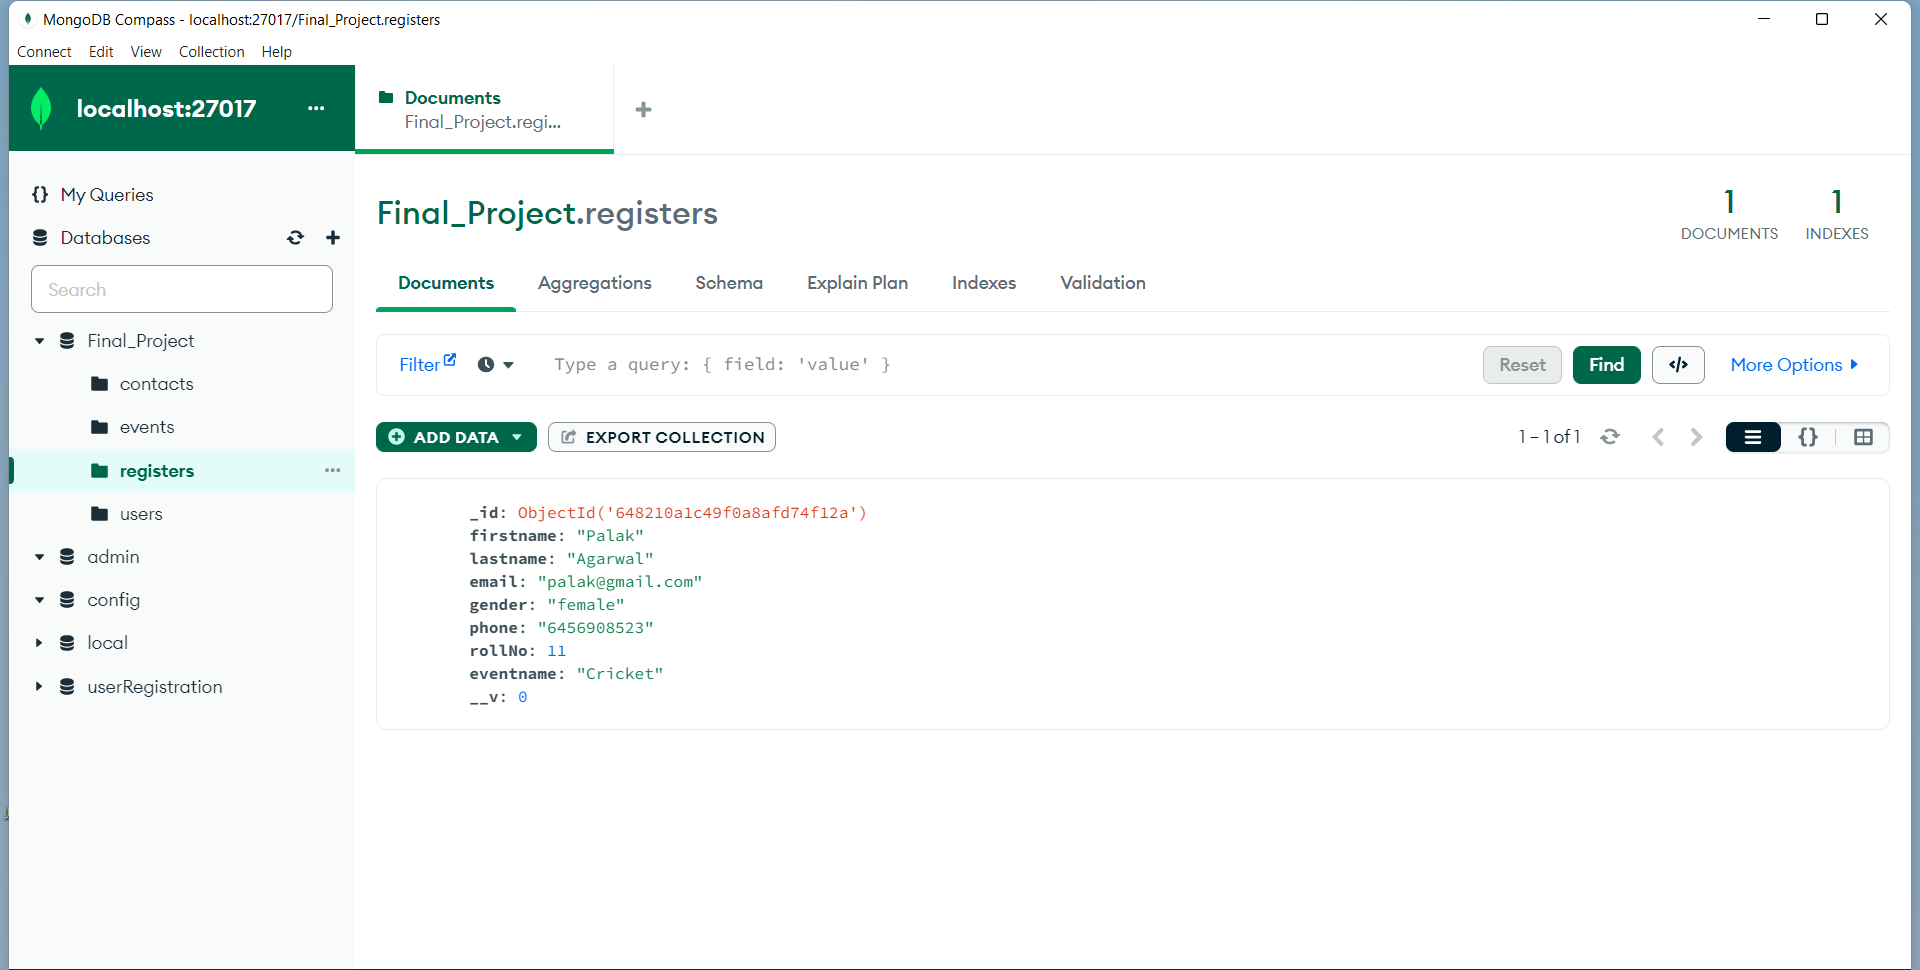 MongoDB Compass - localhost:27017/Final_Project.registers
Connect Edit View Collection Help
localhost:27017
Documents
Final_Project.regi...
My Queries
Databases
Search
Final_Project
contacts
events
registers
users
admin
config
local
userRegistration
Final_Project.registers
1
DOCUMENTS
1
INDEXES
Documents Aggregations Schema Explain Plan Indexes Validation
Filter Type a query: { field: 'value' } Reset Find </> More Options
ADD DATA EXPORT COLLECTION 1 – 1 of 1 {}
_id: ObjectId('648210a1c49f0a8afd74f12a')
firstname: "Palak"
lastname: "Agarwal"
email: "palak@gmail.com"
gender: "female"
phone: "6456908523"
rollNo: 11
eventname: "Cricket"
__v: 0